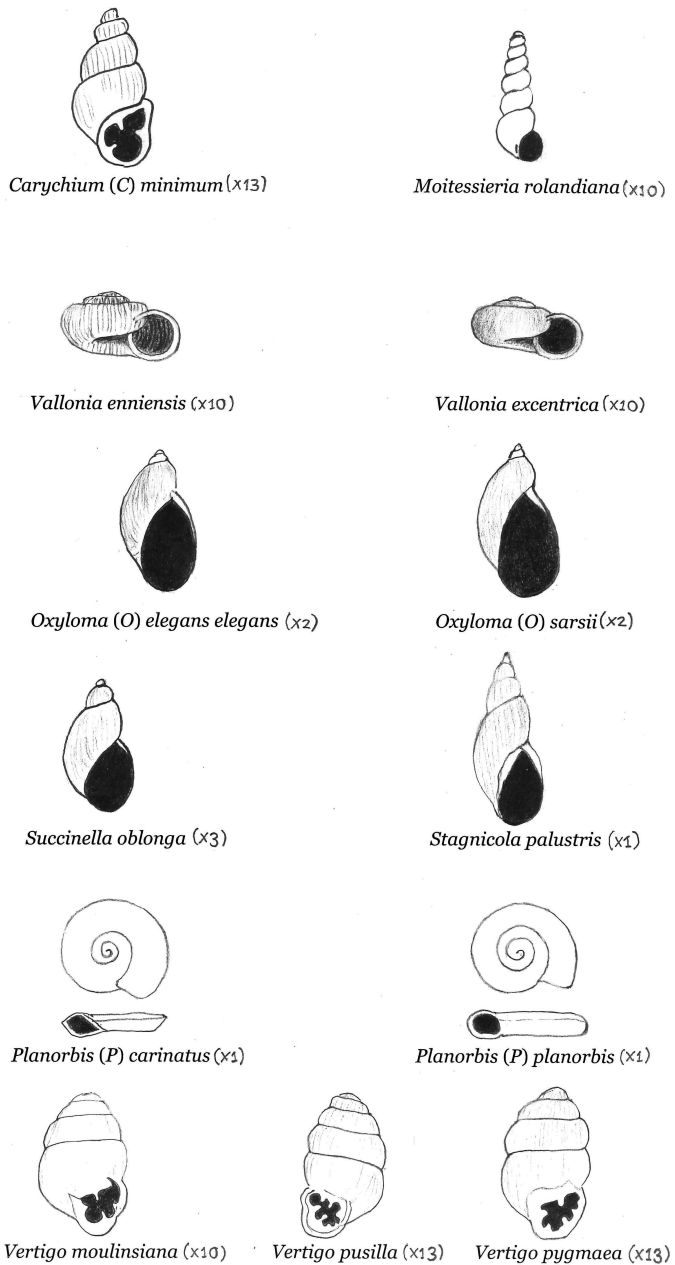 Carychium (C) minimum (x13)
Moitessieria rolandiana (x10)
Vallonia enniensis (x10)
Vallonia excentrica (x10)
Oxyloma (O) elegans elegans (x2)
Oxyloma (O) sarsii (x2)
Succinella oblonga (x3)
Stagnicola palustris (x1)
Planorbis (P) carinatus (x1)
Planorbis (P) planorbis (x1)
Vertigo moulinsiana (x10)
Vertigo pusilla (x13)
Vertigo pygmaea (x13)